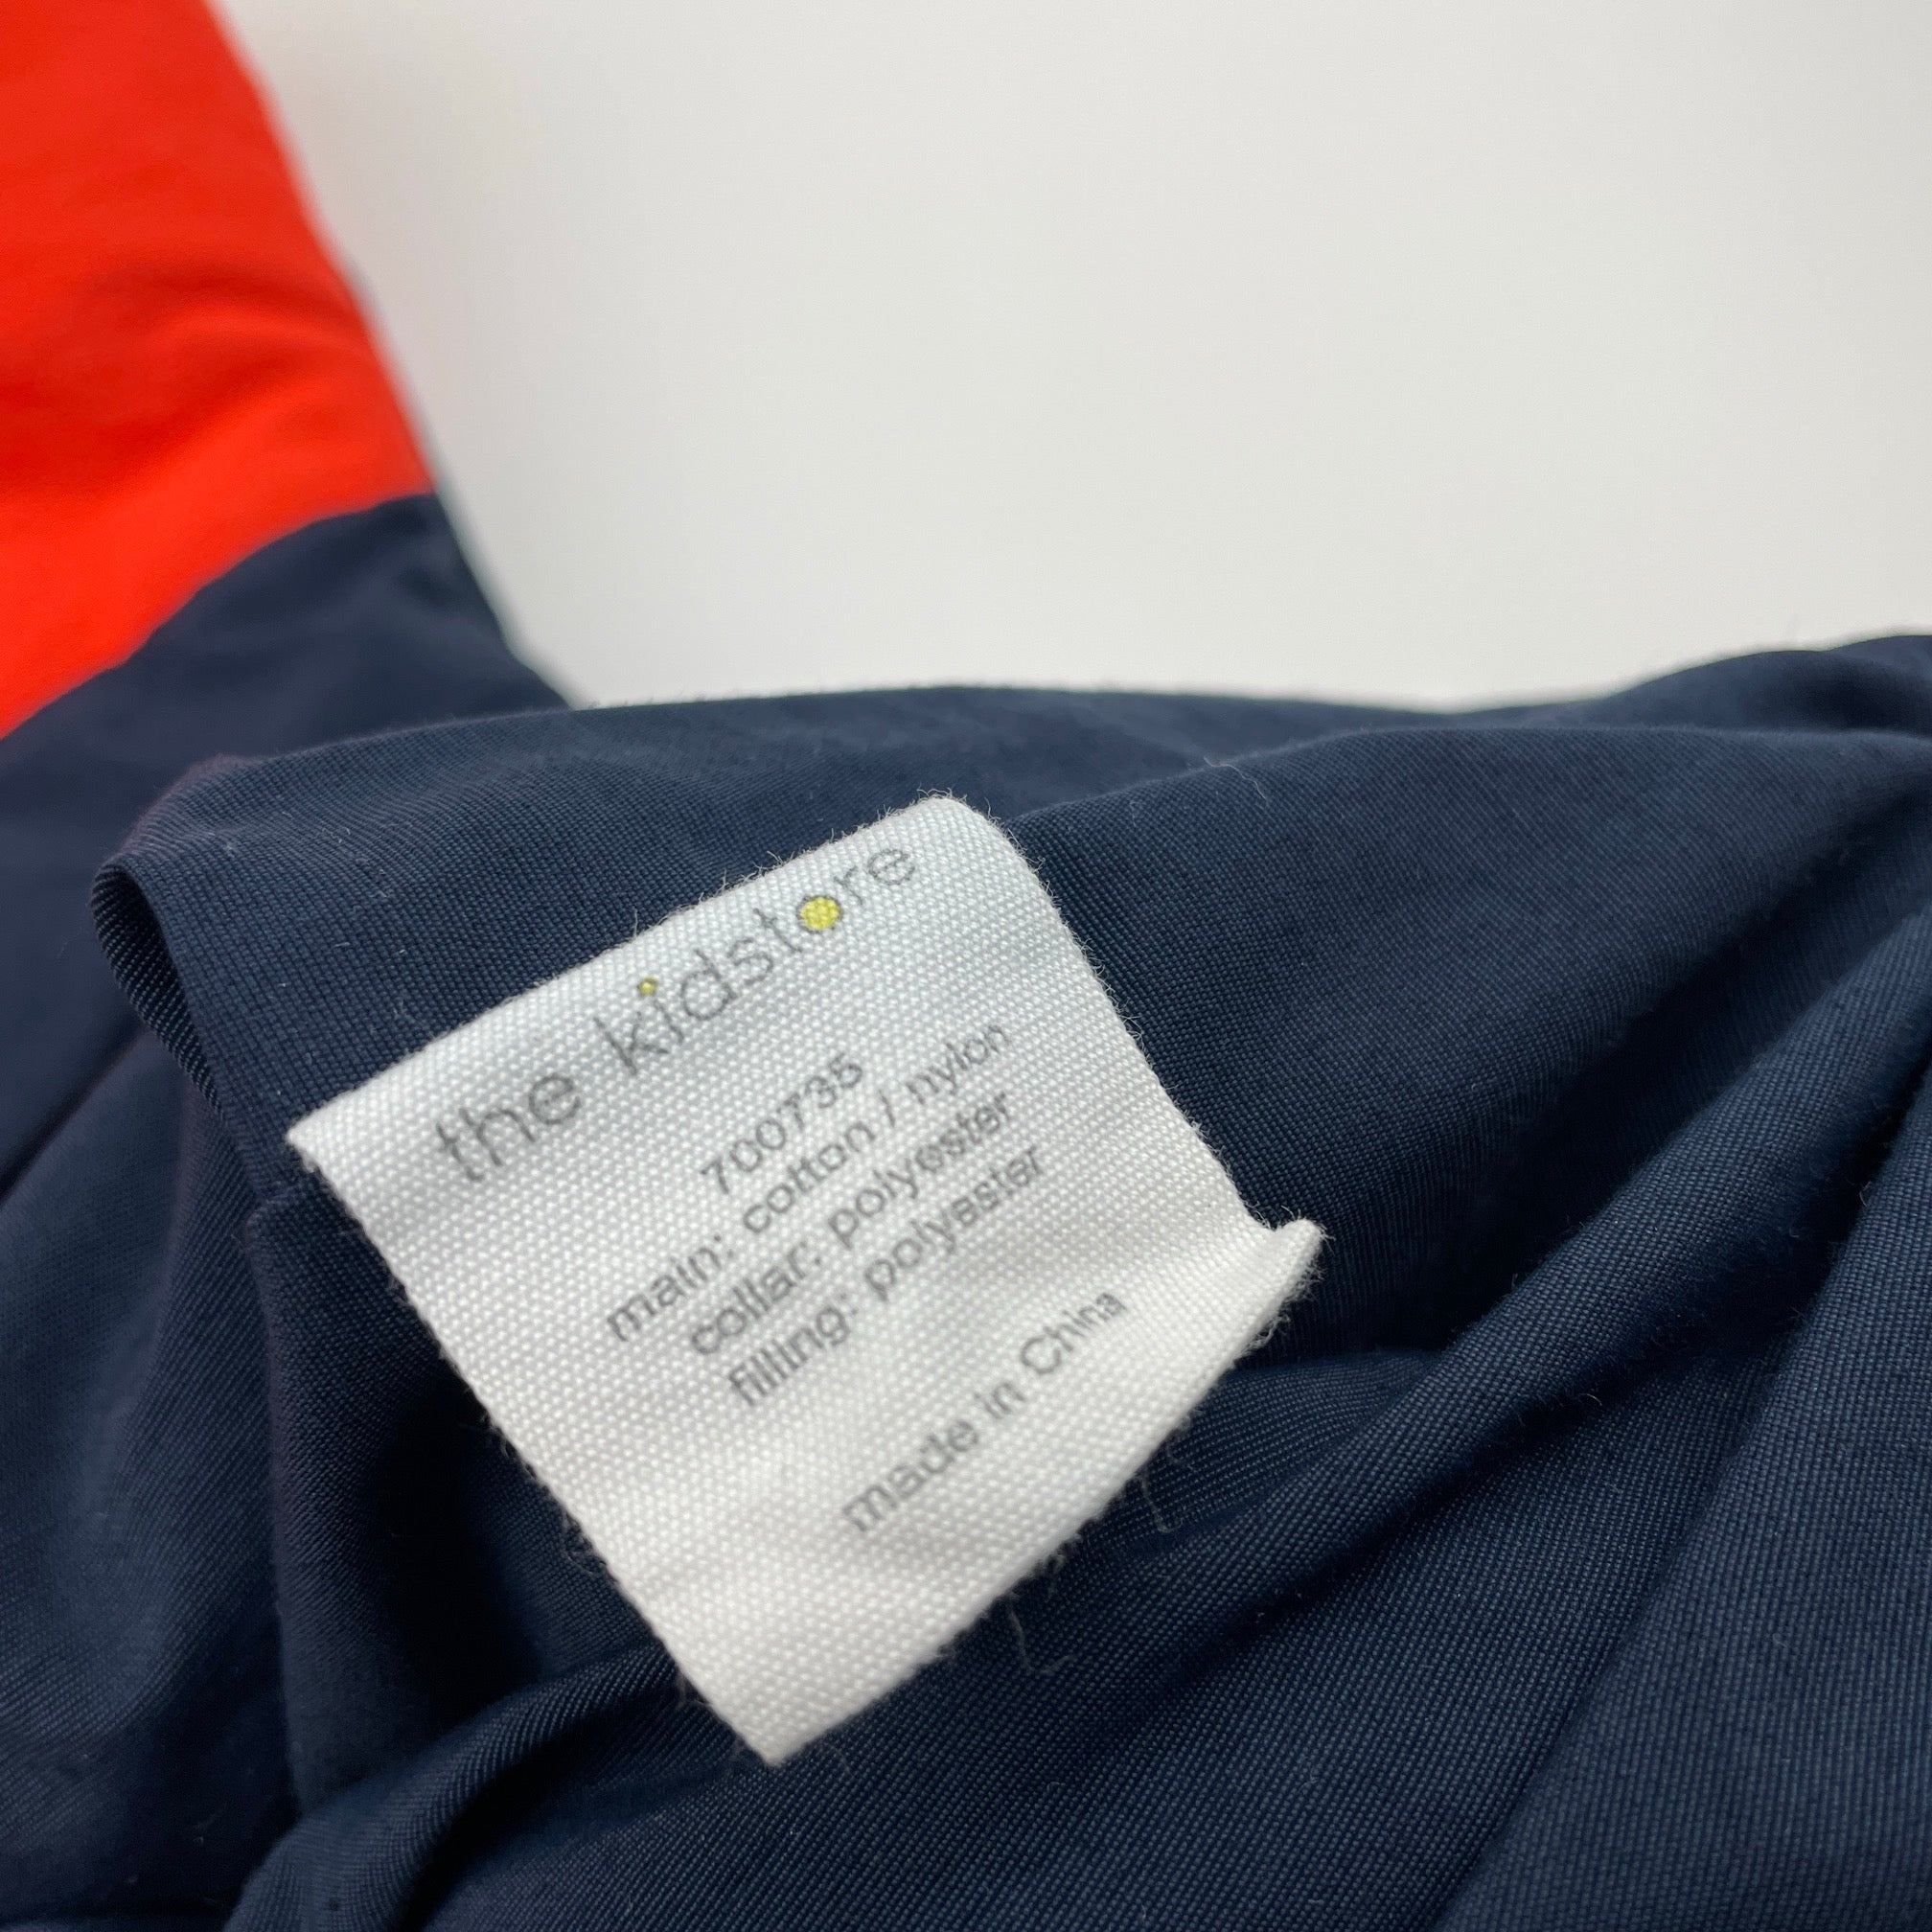 the kidstore
700735
main: cotton / nylon
collar: polyester
filling: polyester
made in China